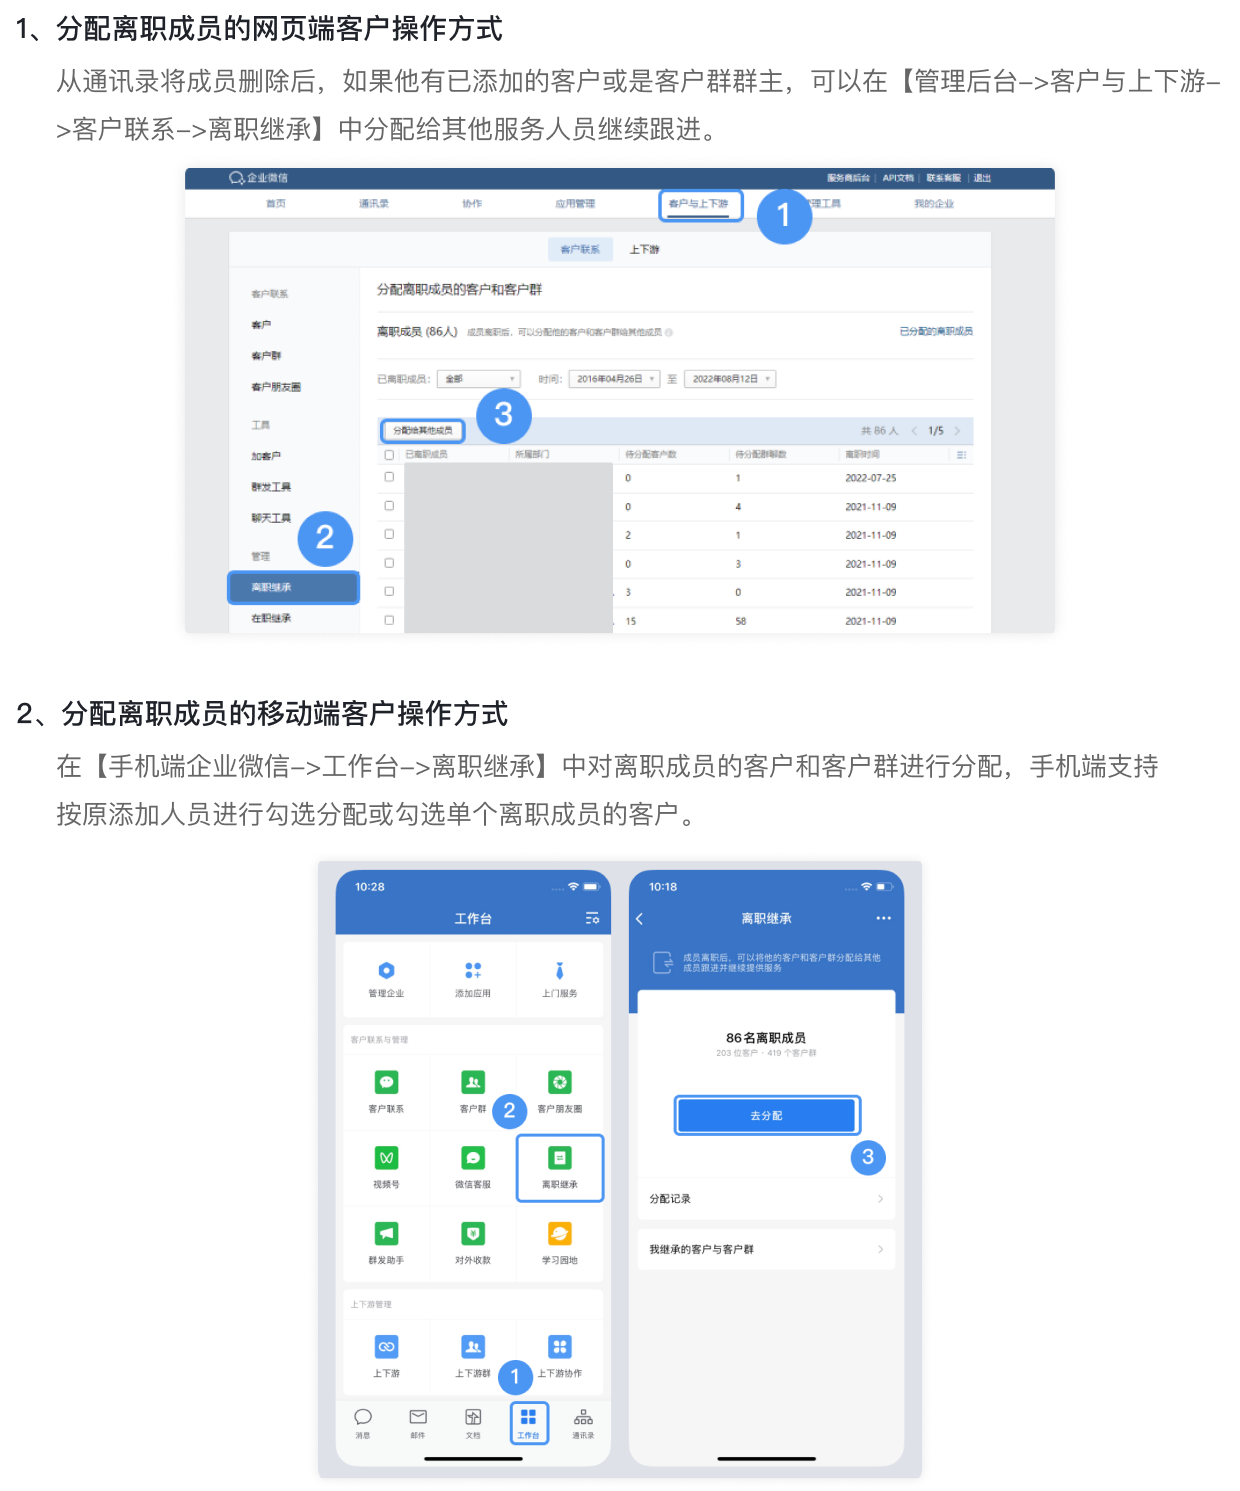 1、分配离职成员的网页端客户操作方式
从通讯录将成员删除后，如果他有已添加的客户或是客户群群主，可以在【管理后台->客户与上下游-
>客户联系->离职继承】中分配给其他服务人员继续跟进。
企业微信 服务商后台 | API文档 | 联系客服 | 退出
首页 通讯录 协作 应用管理 客户与上下游 1 理工具 我的企业
客户联系 上下游
客户联系
分配离职成员的客户和客户群
客户
离职成员 (86人) 成员离职后，可以分配他的客户和客户群给其他成员 已分配的离职成员
客户群
客户朋友圈
已离职成员： 全部 时间： 2016年04月26日 至 2022年08月12日
工具
3
分配给其他成员 共 86 人 < 1/5 >
加客户
已离职成员 所属部门 待分配客户数 待分配群聊数 离职时间
0 1 2022-07-25
群发工具
0 4 2021-11-09
聊天工具
2
2 1 2021-11-09
管理
0 3 2021-11-09
离职继承
3 0 2021-11-09
在职继承
15 58 2021-11-09
2、分配离职成员的移动端客户操作方式
在【手机端企业微信->工作台->离职继承】中对离职成员的客户和客户群进行分配，手机端支持
按原添加人员进行勾选分配或勾选单个离职成员的客户。
10:28
工作台
管理企业 添加应用 上门服务
客户联系与管理
客户联系 客户群 2 客户朋友圈
视频号 微信客服 离职继承
群发助手 对外收款 学习园地
上下游管理
上下游 上下游群 1 上下游协作
消息 邮件 文档 工作台 通讯录
10:18
离职继承
成员离职后，可以将他的客户和客户群分配给其他
成员跟进并继续提供服务
86名离职成员
203 位客户 · 419 个客户群
去分配
3
分配记录
我继承的客户与客户群